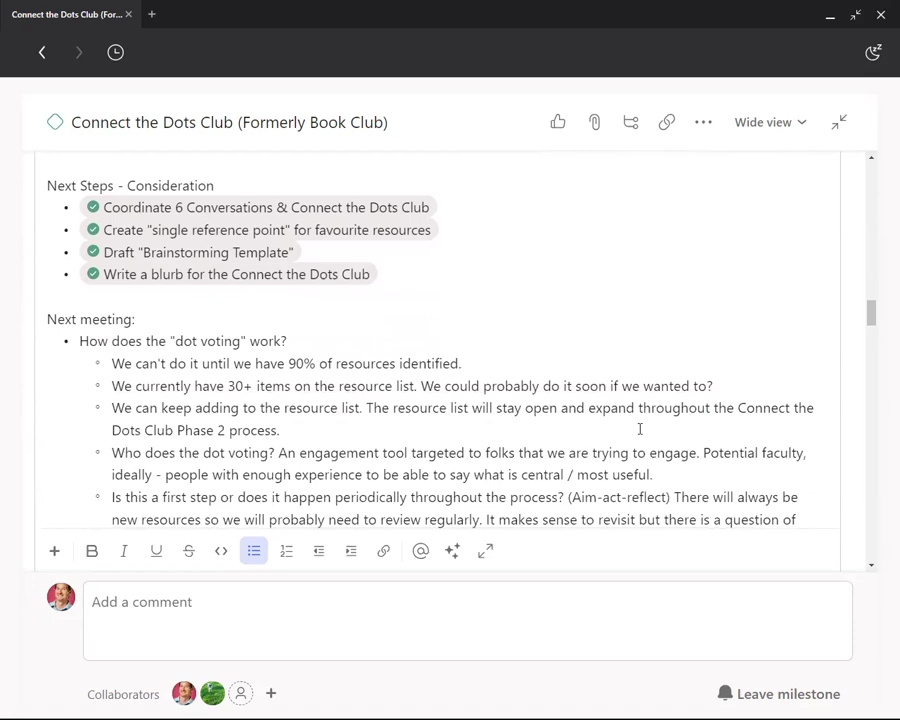 Connect the Dots Club (For...
Connect the Dots Club (Formerly Book Club)
Wide view
Next Steps - Consideration
Coordinate 6 Conversations & Connect the Dots Club
Create "single reference point" for favourite resources
Draft "Brainstorming Template"
Write a blurb for the Connect the Dots Club
Next meeting:
• How does the "dot voting" work?
◦ We can't do it until we have 90% of resources identified.
◦ We currently have 30+ items on the resource list. We could probably do it soon if we wanted to?
◦ We can keep adding to the resource list. The resource list will stay open and expand throughout the Connect the
Dots Club Phase 2 process.
◦ Who does the dot voting? An engagement tool targeted to folks that we are trying to engage. Potential faculty,
ideally - people with enough experience to be able to say what is central / most useful.
◦ Is this a first step or does it happen periodically throughout the process? (Aim-act-reflect) There will always be
new resources so we will probably need to review regularly. It makes sense to revisit but there is a question of
B I U S
Add a comment
Collaborators
Leave milestone